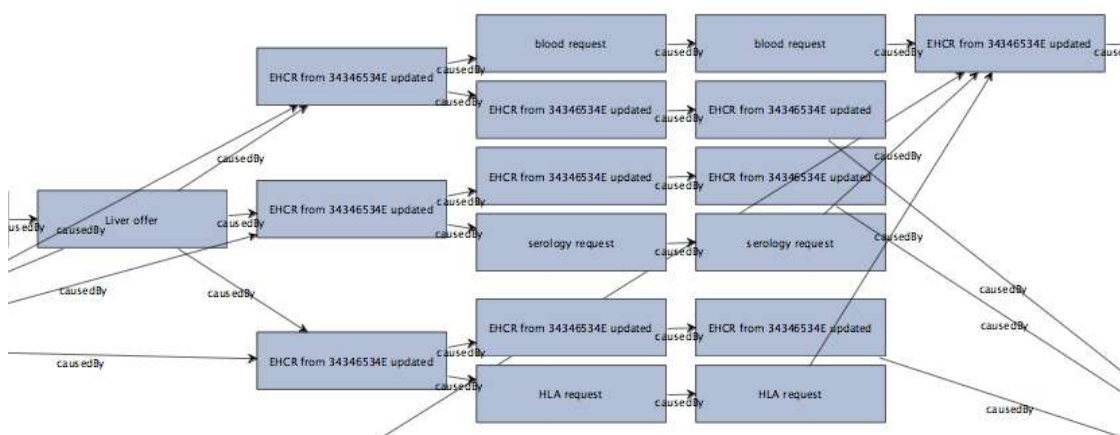 blood request
blood request
EHCR from 34346534E updated
EHCR from 34346534E updated
causedBy
causedBy
causedBy
causedBy
EHCR from 34346534E updated
EHCR from 34346534E updated
causedBy
causedBy
causedBy
causedBy
EHCR from 34346534E updated
EHCR from 34346534E updated
EHCR from 34346534E updated
causedBy
causedBy
Liver offer
causedBy
causedBy
causedBy
causedBy
causedBy
serology request
serology request
causedBy
causedBy
causedBy
causedBy
causedBy
causedBy
EHCR from 34346534E updated
EHCR from 34346534E updated
causedBy
causedBy
EHCR from 34346534E updated
causedBy
causedBy
HLA request
HLA request
causedBy
causedBy